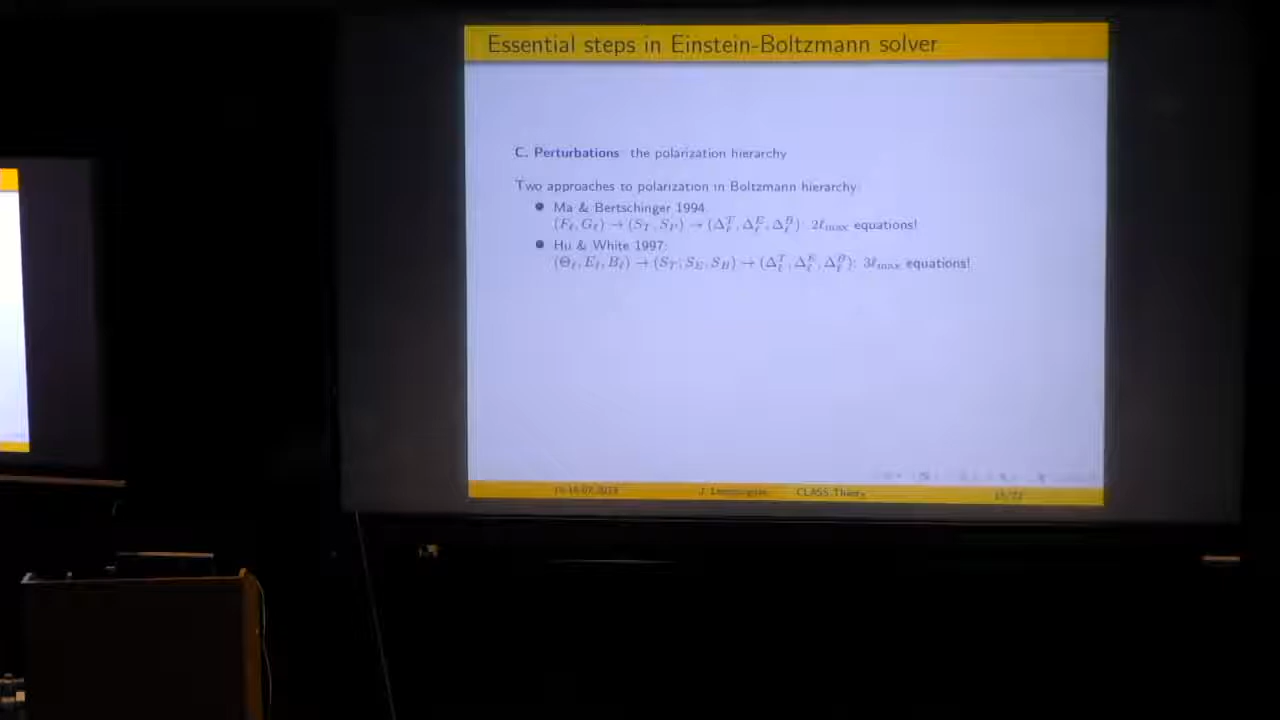 Essential steps in Einstein-Boltzmann solver
C. Perturbations the polarization hierarchy
Two approaches to polarization in Boltzmann hierarchy
● Ma & Bertschinger 1994.
(F_ℓ, G_ℓ) → (S_T, S_P) → (Δ_ℓ^T, Δ_ℓ^E, Δ_ℓ^B): 2ℓ_max equations!
● Hu & White 1997:
(Θ_ℓ, E_ℓ, B_ℓ) → (S_T, S_E, S_B) → (Δ_ℓ^T, Δ_ℓ^E, Δ_ℓ^B): 3ℓ_max equations!
J. Lesgourgues CLASS Theory